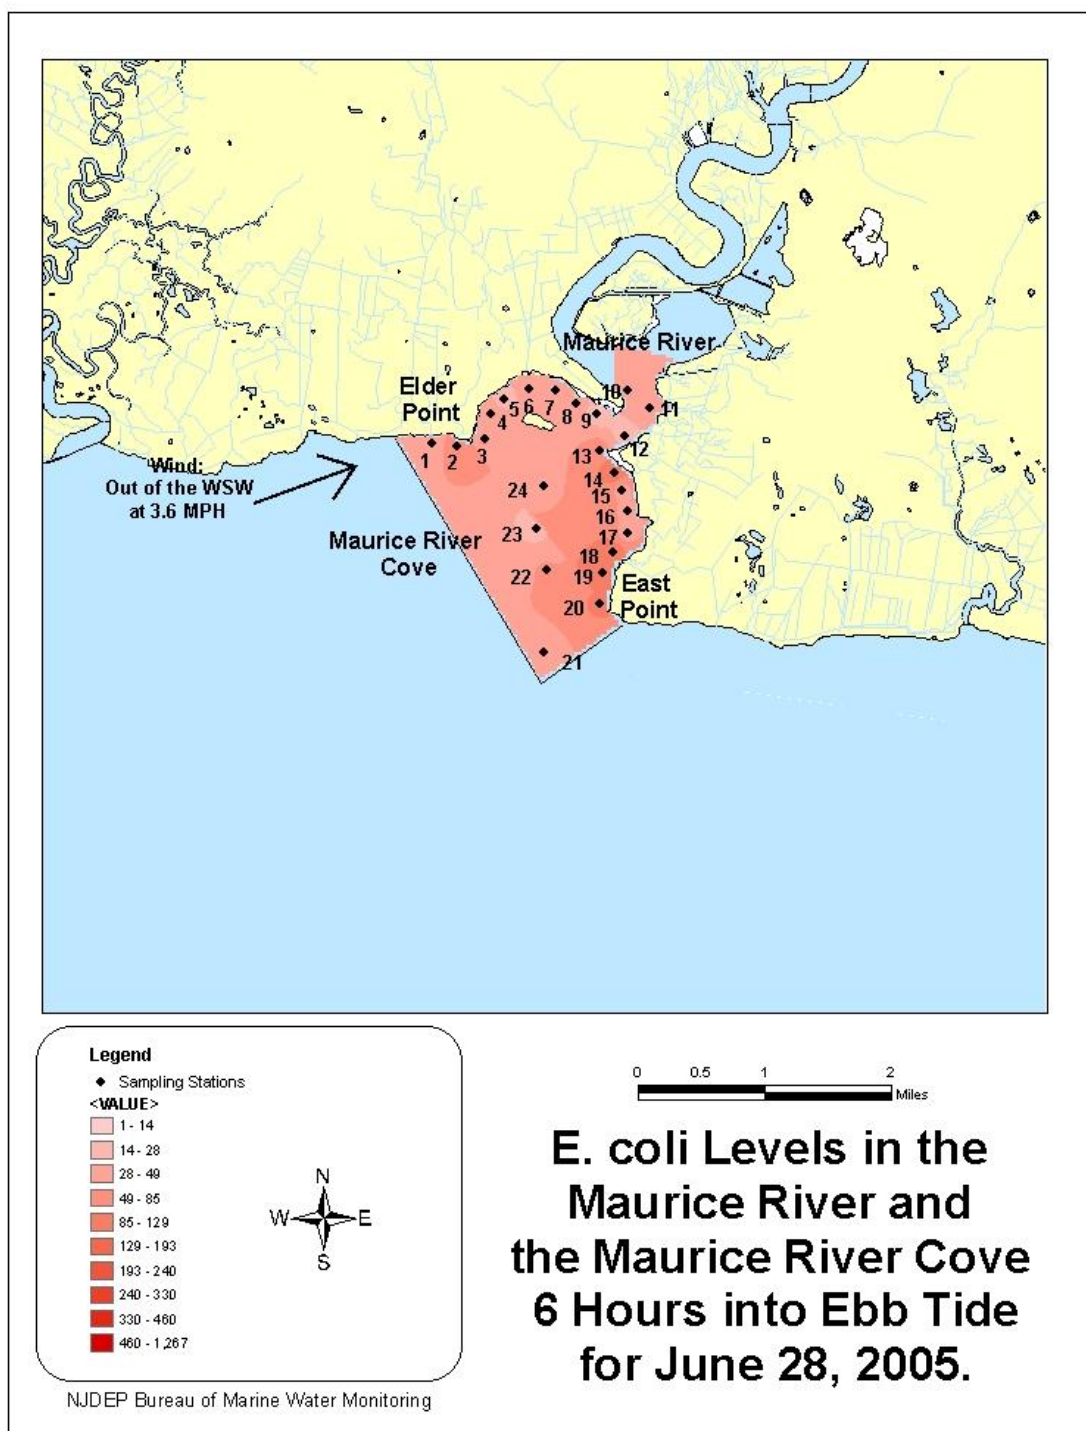 Maurice River
Elder
Point
10
11
5
6
7
8
9
4
12
1
2
3
13
14
24
15
16
Wind:
Out of the WSW
at 3.6 MPH
23
17
Maurice River
Cove
18
22
19
East
Point
20
21
Legend
Sampling Stations
<VALUE>
1 - 14
14 - 28
28 - 49
49 - 85
85 - 129
129 - 193
193 - 240
240 - 330
330 - 460
460 - 1,267
N
W E
S
0 0.5 1 2
Miles
E. coli Levels in the
Maurice River and
the Maurice River Cove
6 Hours into Ebb Tide
for June 28, 2005.
NJDEP Bureau of Marine Water Monitoring